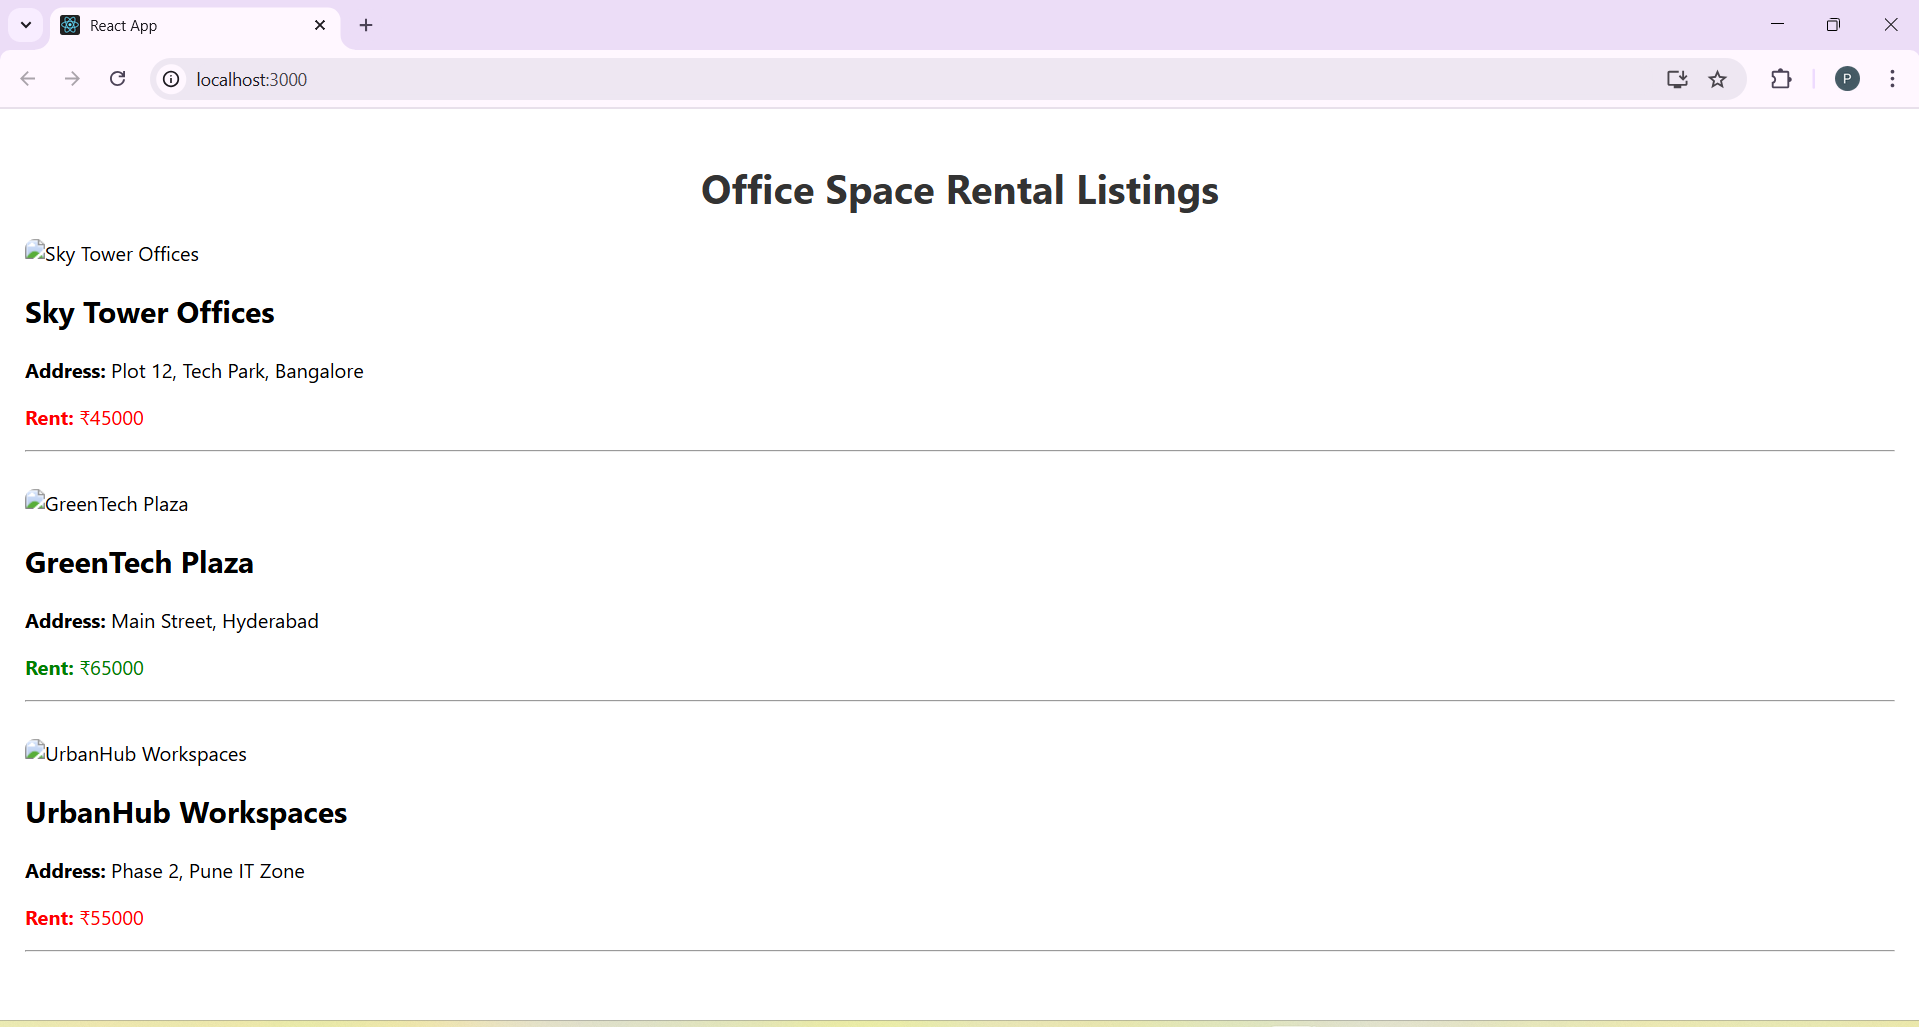 React App
localhost:3000
P
Office Space Rental Listings
Sky Tower Offices
Sky Tower Offices
Address: Plot 12, Tech Park, Bangalore
Rent: ₹45000
GreenTech Plaza
GreenTech Plaza
Address: Main Street, Hyderabad
Rent: ₹65000
UrbanHub Workspaces
UrbanHub Workspaces
Address: Phase 2, Pune IT Zone
Rent: ₹55000